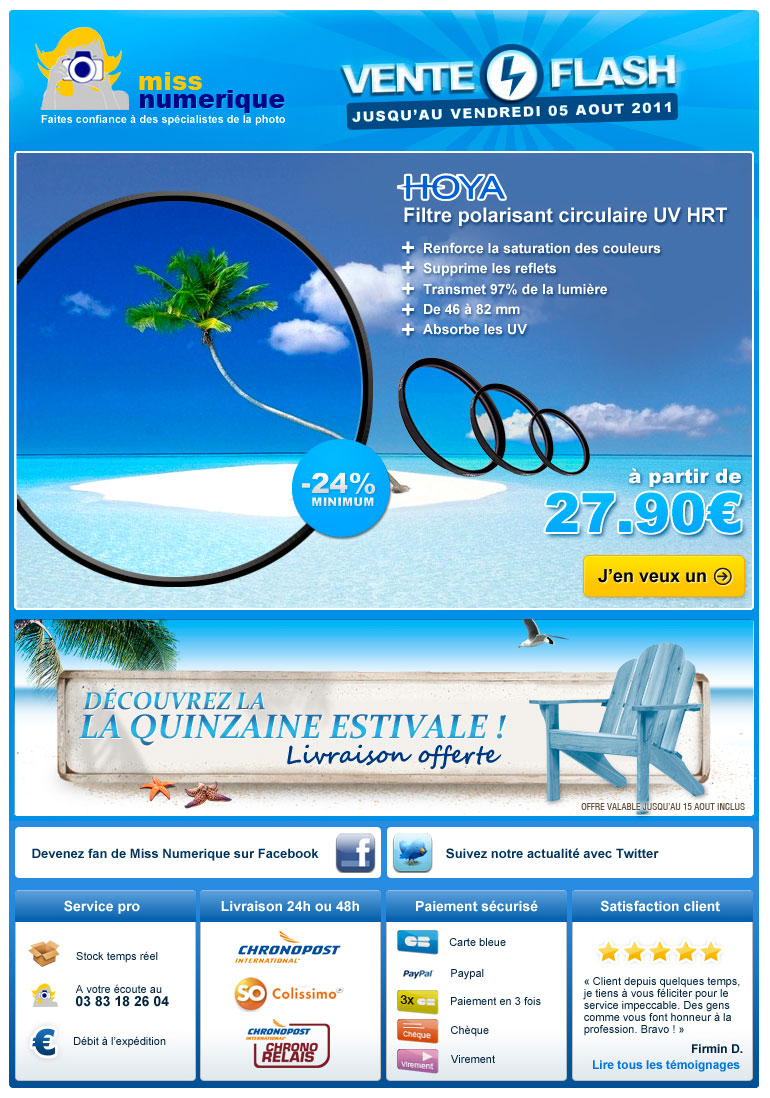 miss
numerique
Faites confiance à des spécialistes de la photo
VENTE FLASH
JUSQU'AU VENDREDI 05 AOUT 2011
HOYA
Filtre polarisant circulaire UV HRT
Renforce la saturation des couleurs
Supprime les reflets
Transmet 97% de la lumière
De 46 à 82 mm
Absorbe les UV
-24%
MINIMUM
à partir de
27.90€
J'en veux un
DÉCOUVREZ LA
LA QUINZAINE ESTIVALE !
Livraison offerte
OFFRE VALABLE JUSQU'AU 15 AOUT INCLUS
Devenez fan de Miss Numerique sur Facebook
f
Suivez notre actualité avec Twitter
Service pro
Stock temps réel
A votre écoute au
03 83 18 26 04
€
Débit à l'expédition
Livraison 24h ou 48h
CHRONOPOST
INTERNATIONAL
SO Colissimo
CHRONOPOST
INTERNATIONAL
CHRONO
RELAIS
Paiement sécurisé
CB Carte bleue
PayPal Paypal
3x CB Paiement en 3 fois
Chèque Chèque
Virement Virement
Satisfaction client
« Client depuis quelques temps,
je tiens à vous féliciter pour le
service impeccable. Des gens
comme vous font honneur à la
profession. Bravo ! »
Firmin D.
Lire tous les témoignages